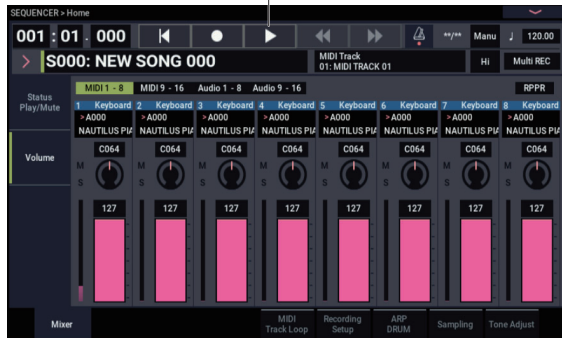 SEQUENCER > Home
001 : 01 . 000 **/** Manu ♩ 120.00
> S000: NEW SONG 000 MIDI Track 01: MIDI TRACK 01 Hi Multi REC
Status Play/Mute
MIDI 1 - 8 MIDI 9 - 16 Audio 1 - 8 Audio 9 - 16
1 Keyboard 2 Keyboard 3 Keyboard 4 Keyboard 5 Keyboard 6 Keyboard 7 Keyboard 8 Keyboard
>A000 >A000 >A000 >A000 >A000 >A000 >A000 >A000
NAUTILUS PIA NAUTILUS PIA NAUTILUS PIA NAUTILUS PIA NAUTILUS PIA NAUTILUS PIA NAUTILUS PIA NAUTILUS PIA
Volume
C064 C064 C064 C064 C064 C064 C064 C064
M M M M M M M M
S S S S S S S S
127 127 127 127 127 127 127 127
Mixer
MIDI Track Loop
Recording Setup
ARP DRUM
Sampling
Tone Adjust